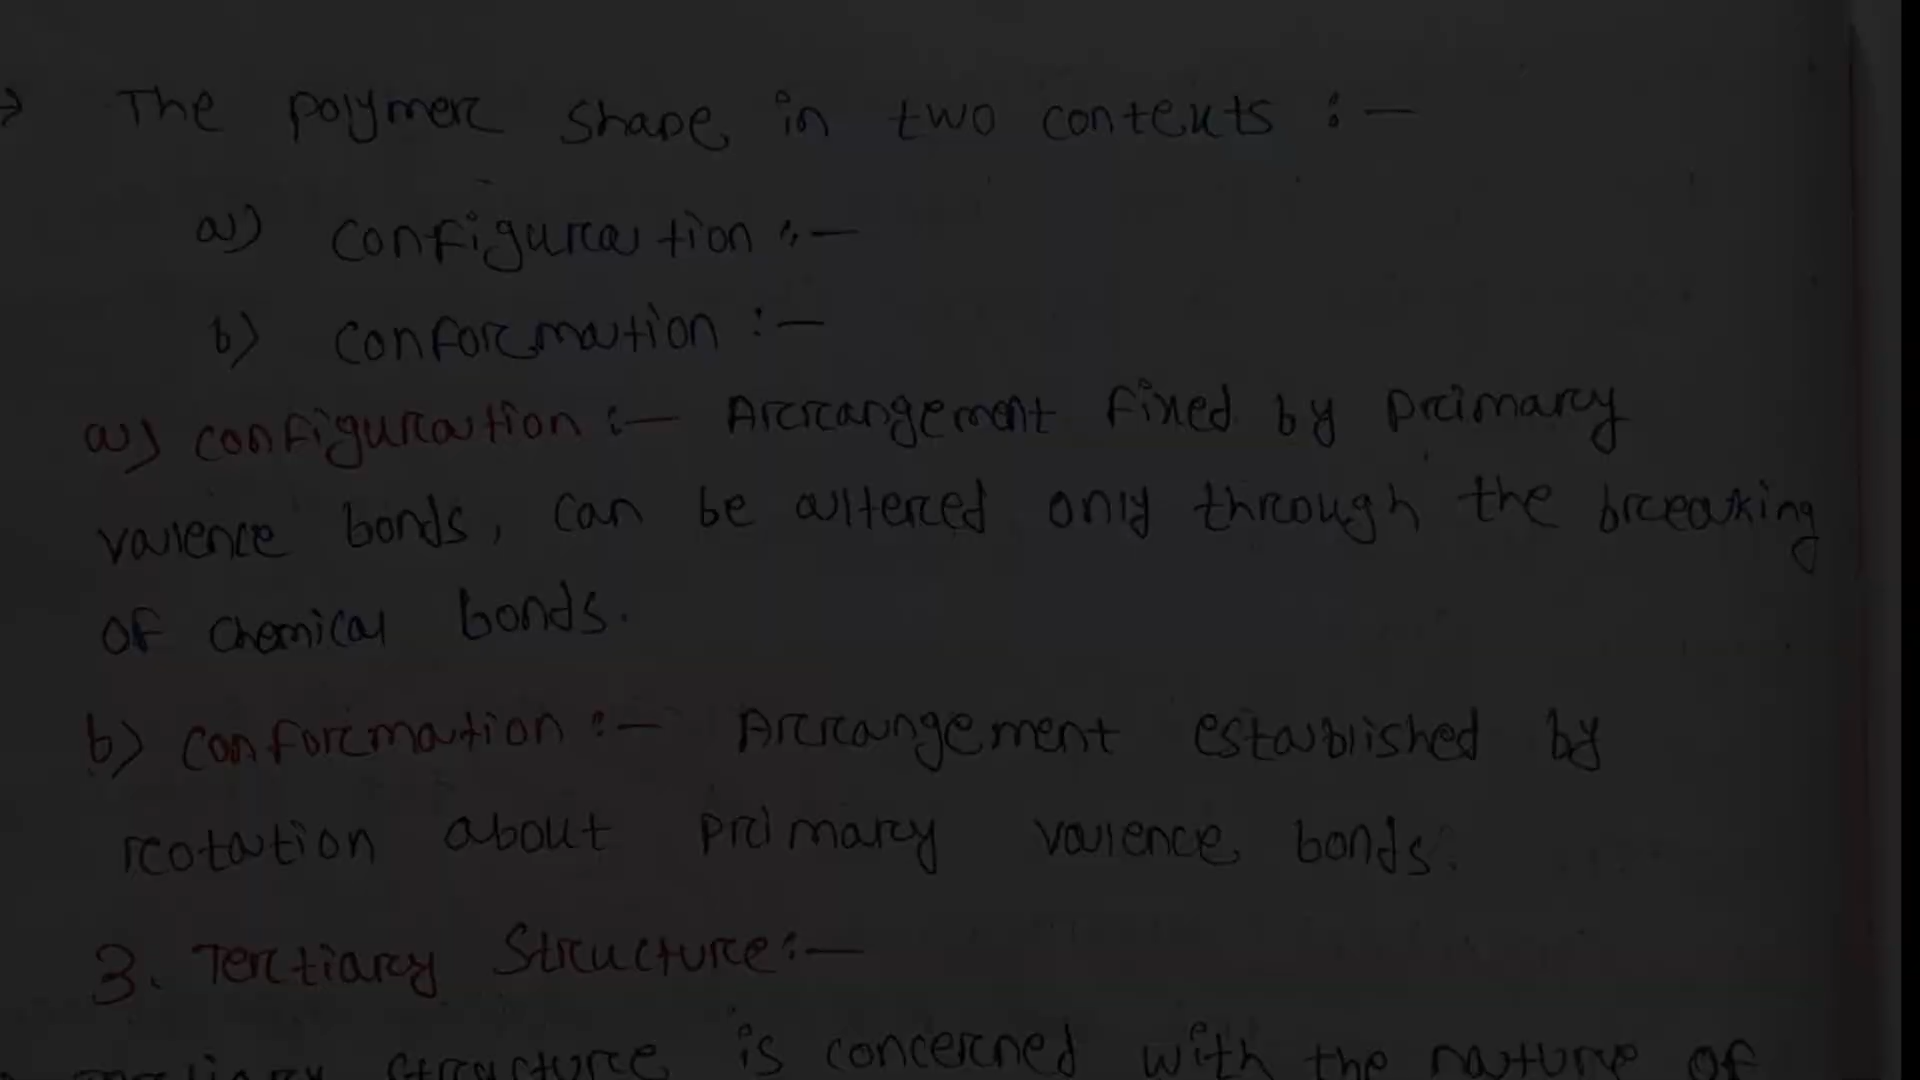 → The polymer shape in two contexts :-
a) configuration :-
b) conformation :-
a) configuration :- Arrangement fixed by primary
valence bonds, can be altered only through the breaking
of chemical bonds.
b) conformation :- Arrangement established by
rotation about primary valence bonds.
3. Tertiary Structure :-
structure is concerned with the nature of